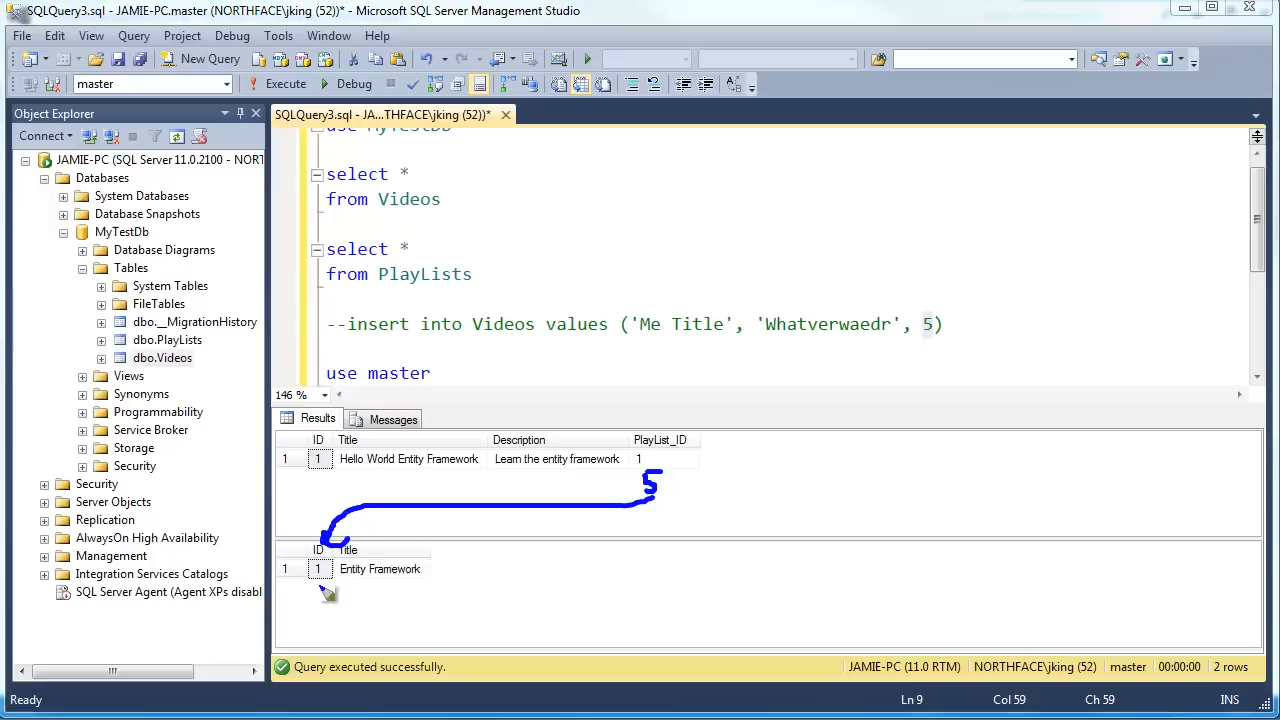 SQLQuery3.sql - JAMIE-PC.master (NORTHFACE\jking (52))* - Microsoft SQL Server Management Studio
File Edit View Query Project Debug Tools Window Help
New Query
master Execute Debug
Object Explorer
SQLQuery3.sql - JA...THFACE\jking (52))*
Connect
JAMIE-PC (SQL Server 11.0.2100 - NORT
Databases
System Databases
Database Snapshots
MyTestDb
Database Diagrams
Tables
System Tables
FileTables
dbo.__MigrationHistory
dbo.PlayLists
dbo.Videos
Views
Synonyms
Programmability
Service Broker
Storage
Security
Security
Server Objects
Replication
AlwaysOn High Availability
Management
Integration Services Catalogs
SQL Server Agent (Agent XPs disabl
use MyTestDb
select *
from Videos
select *
from PlayLists
--insert into Videos values ('Me Title', 'Whatverwaedr', 5)
use master
146 %
Results Messages
ID Title Description PlayList_ID
1 1 Hello World Entity Framework Learn the entity framework 1
5
ID Title
1 1 Entity Framework
Query executed successfully. JAMIE-PC (11.0 RTM) NORTHFACE\jking (52) master 00:00:00 2 rows
Ready Ln 9 Col 59 Ch 59 INS